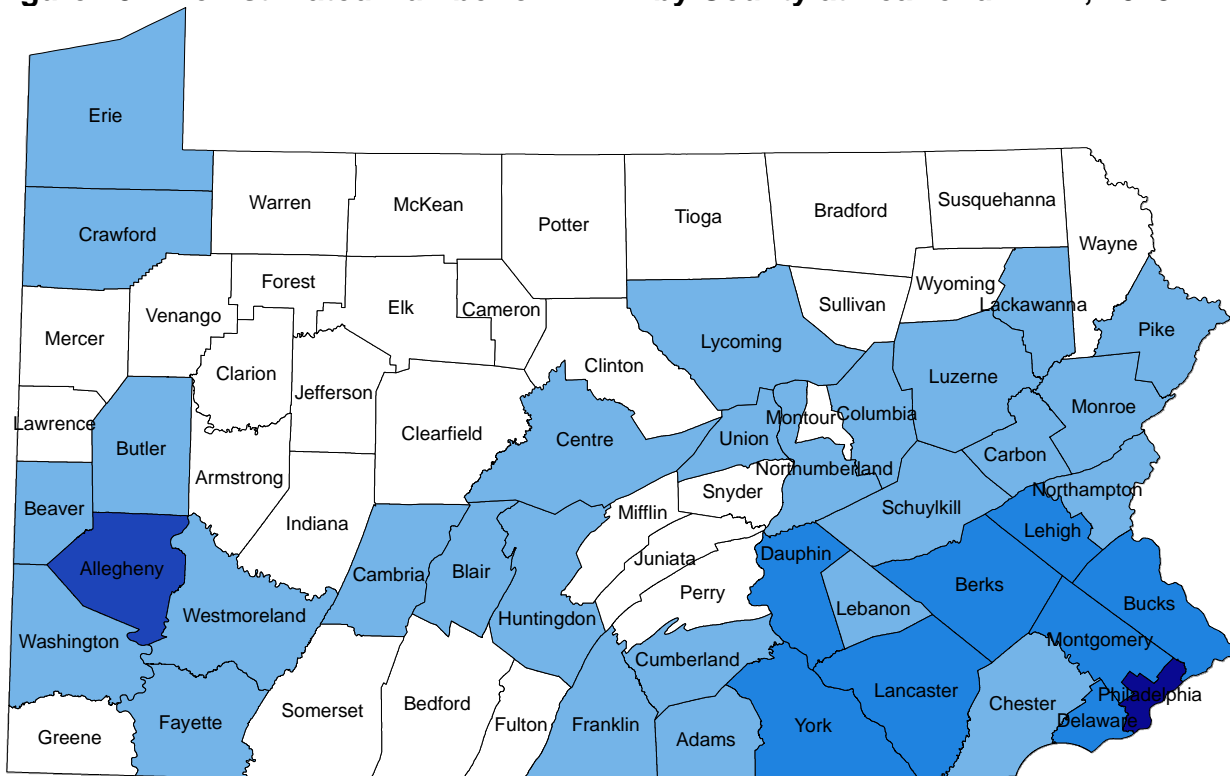 Erie
Warren
McKean
Potter
Tioga
Bradford
Susquehanna
Crawford
Wayne
Forest
Wyoming
Venango
Elk
Cameron
Sullivan
Lackawanna
Mercer
Pike
Lycoming
Clinton
Clarion
Jefferson
Luzerne
Lawrence
Montour
Columbia
Monroe
Clearfield
Centre
Union
Butler
Carbon
Northumberland
Armstrong
Snyder
Northampton
Beaver
Mifflin
Schuylkill
Indiana
Lehigh
Juniata
Dauphin
Allegheny
Cambria
Blair
Berks
Perry
Bucks
Lebanon
Westmoreland
Huntingdon
Washington
Montgomery
Cumberland
Lancaster
Philadelphia
Bedford
Somerset
Chester
Fayette
Fulton
Franklin
York
Delaware
Greene
Adams